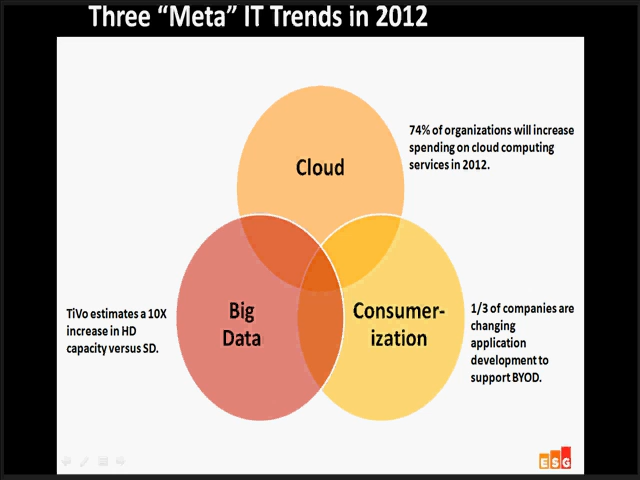 Three “Meta” IT Trends in 2012
Cloud
74% of organizations will increase
spending on cloud computing
services in 2012.
TiVo estimates a 10X
increase in HD
capacity versus SD.
Big
Data
Consumer-
ization
1/3 of companies are
changing
application
development to
support BYOD.
ESG